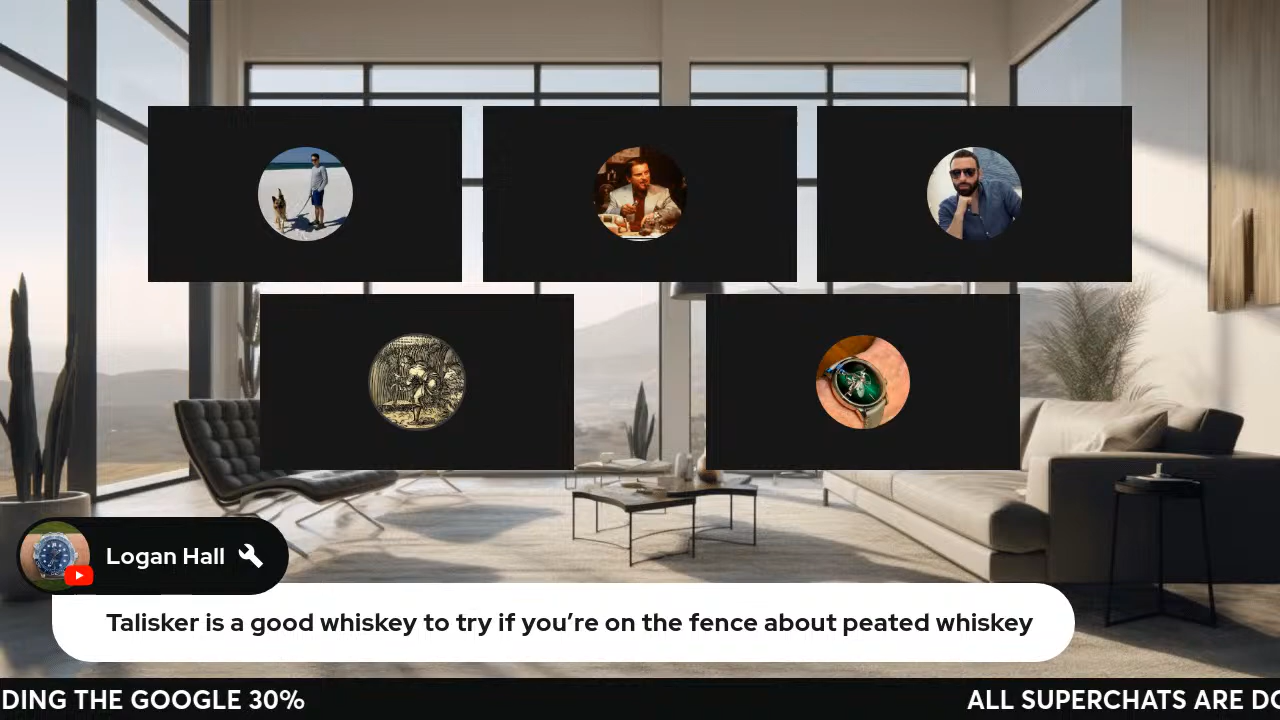 Logan Hall
Talisker is a good whiskey to try if you’re on the fence about peated whiskey
DING THE GOOGLE 30%
ALL SUPERCHATS ARE DO